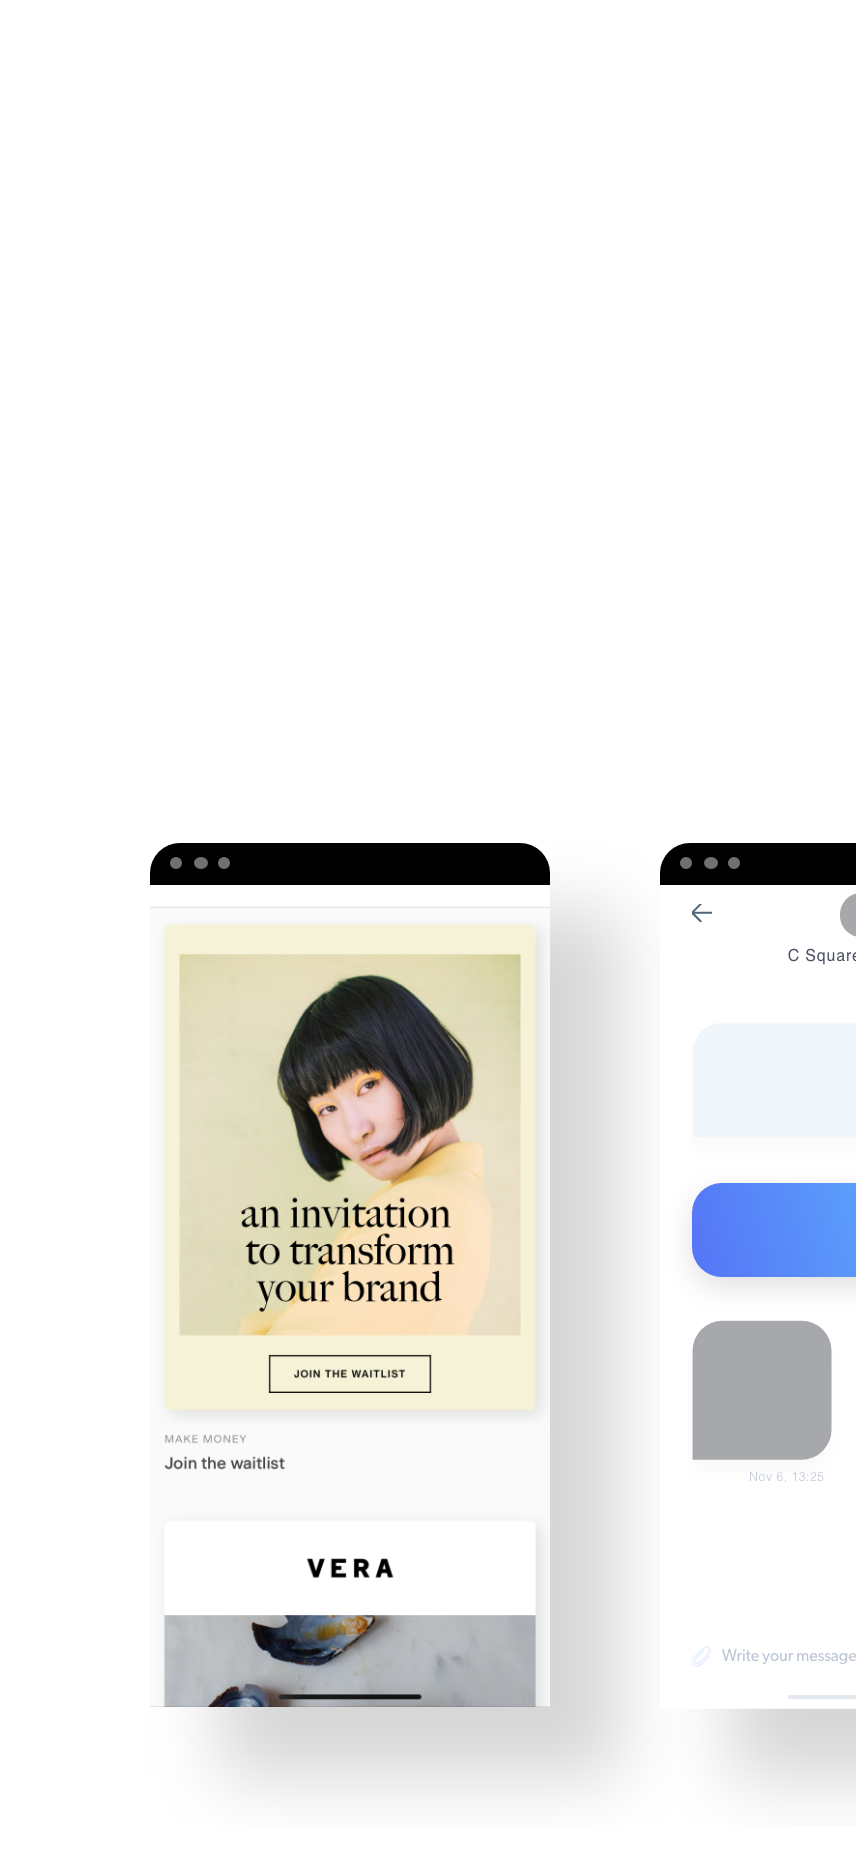 an invitation
to transform
your brand
JOIN THE WAITLIST
MAKE MONEY
Join the waitlist
VERA
C Square
Nov 6, 13:25
Write your message